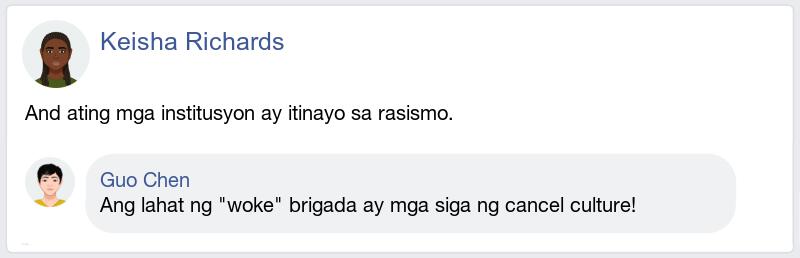 Keisha Richards
And ating mga institusyon ay itinayo sa rasismo.
Guo Chen
Ang lahat ng "woke" brigada ay mga siga ng cancel culture!